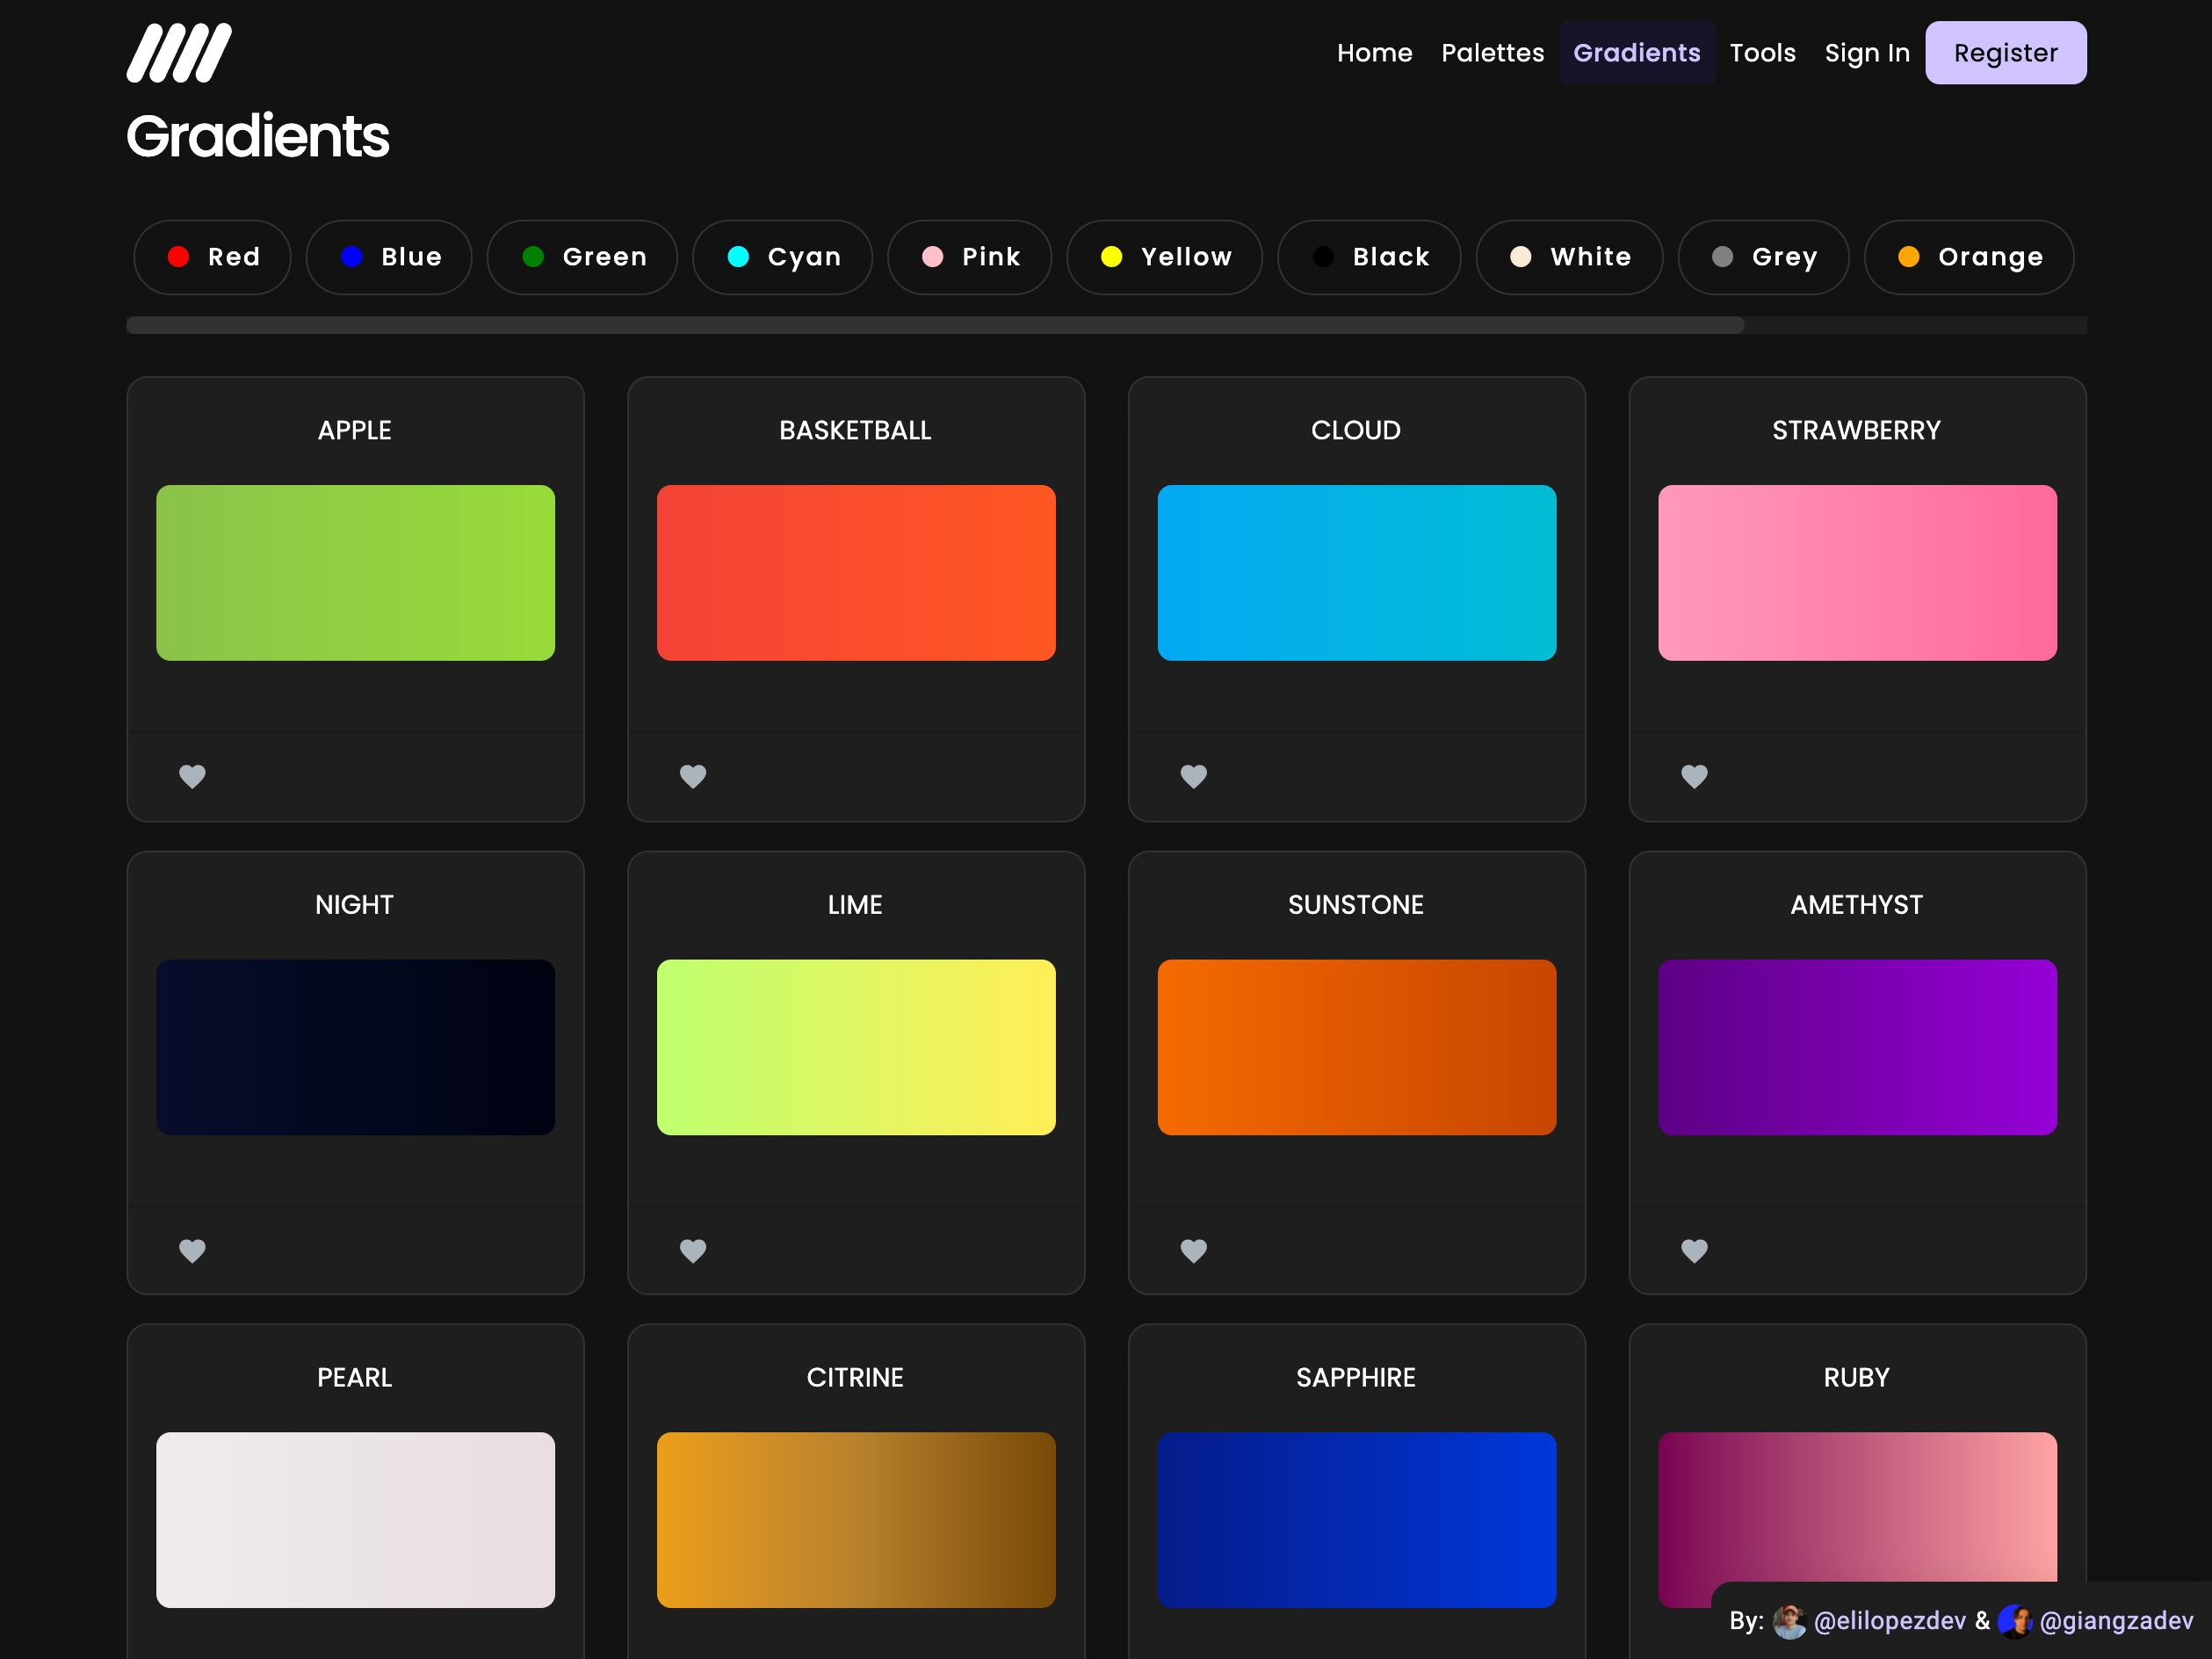 Home Palettes Gradients Tools Sign In Register
Gradients
Red Blue Green Cyan Pink Yellow Black White Grey Orange
APPLE BASKETBALL CLOUD STRAWBERRY
NIGHT LIME SUNSTONE AMETHYST
PEARL CITRINE SAPPHIRE RUBY
By: @elilopezdev & @giangzadev